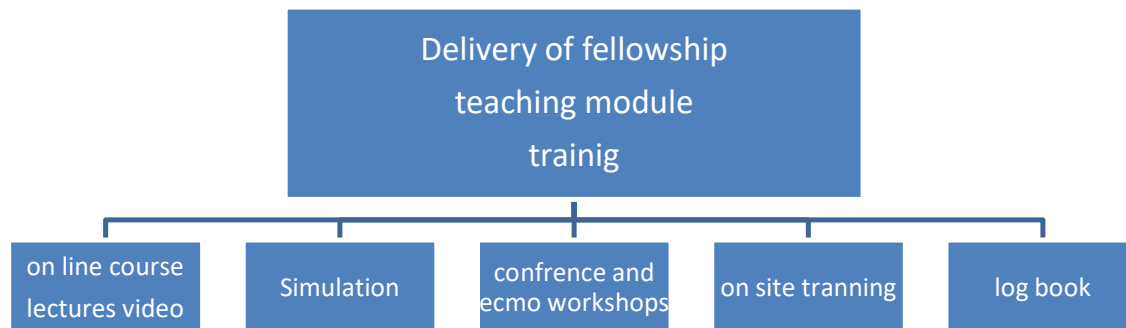 Delivery of fellowship
teaching module
trainig
on line course
lectures video
Simulation
confrence and
ecmo workshops
on site tranning
log book